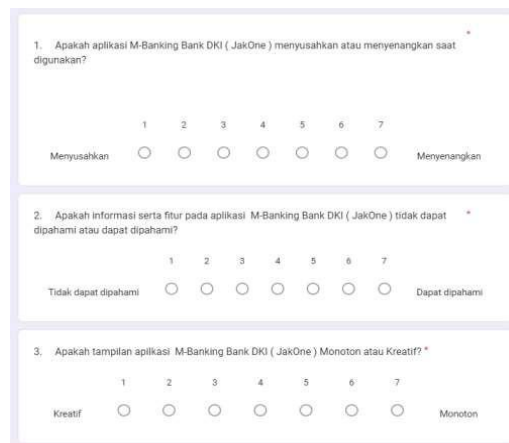 1. Apakah aplikasi M-Banking Bank DKI ( JakOne ) menyusahkan atau menyenangkan saat *
digunakan?
1 2 3 4 5 6 7
Menyusahkan Menyenangkan
2. Apakah informasi serta fitur pada aplikasi M-Banking Bank DKI ( JakOne ) tidak dapat *
dipahami atau dapat dipahami?
1 2 3 4 5 6 7
Tidak dapat dipahami Dapat dipahami
3. Apakah tampilan aplikasi M-Banking Bank DKI ( JakOne ) Monoton atau Kreatif? *
1 2 3 4 5 6 7
Kreatif Monoton